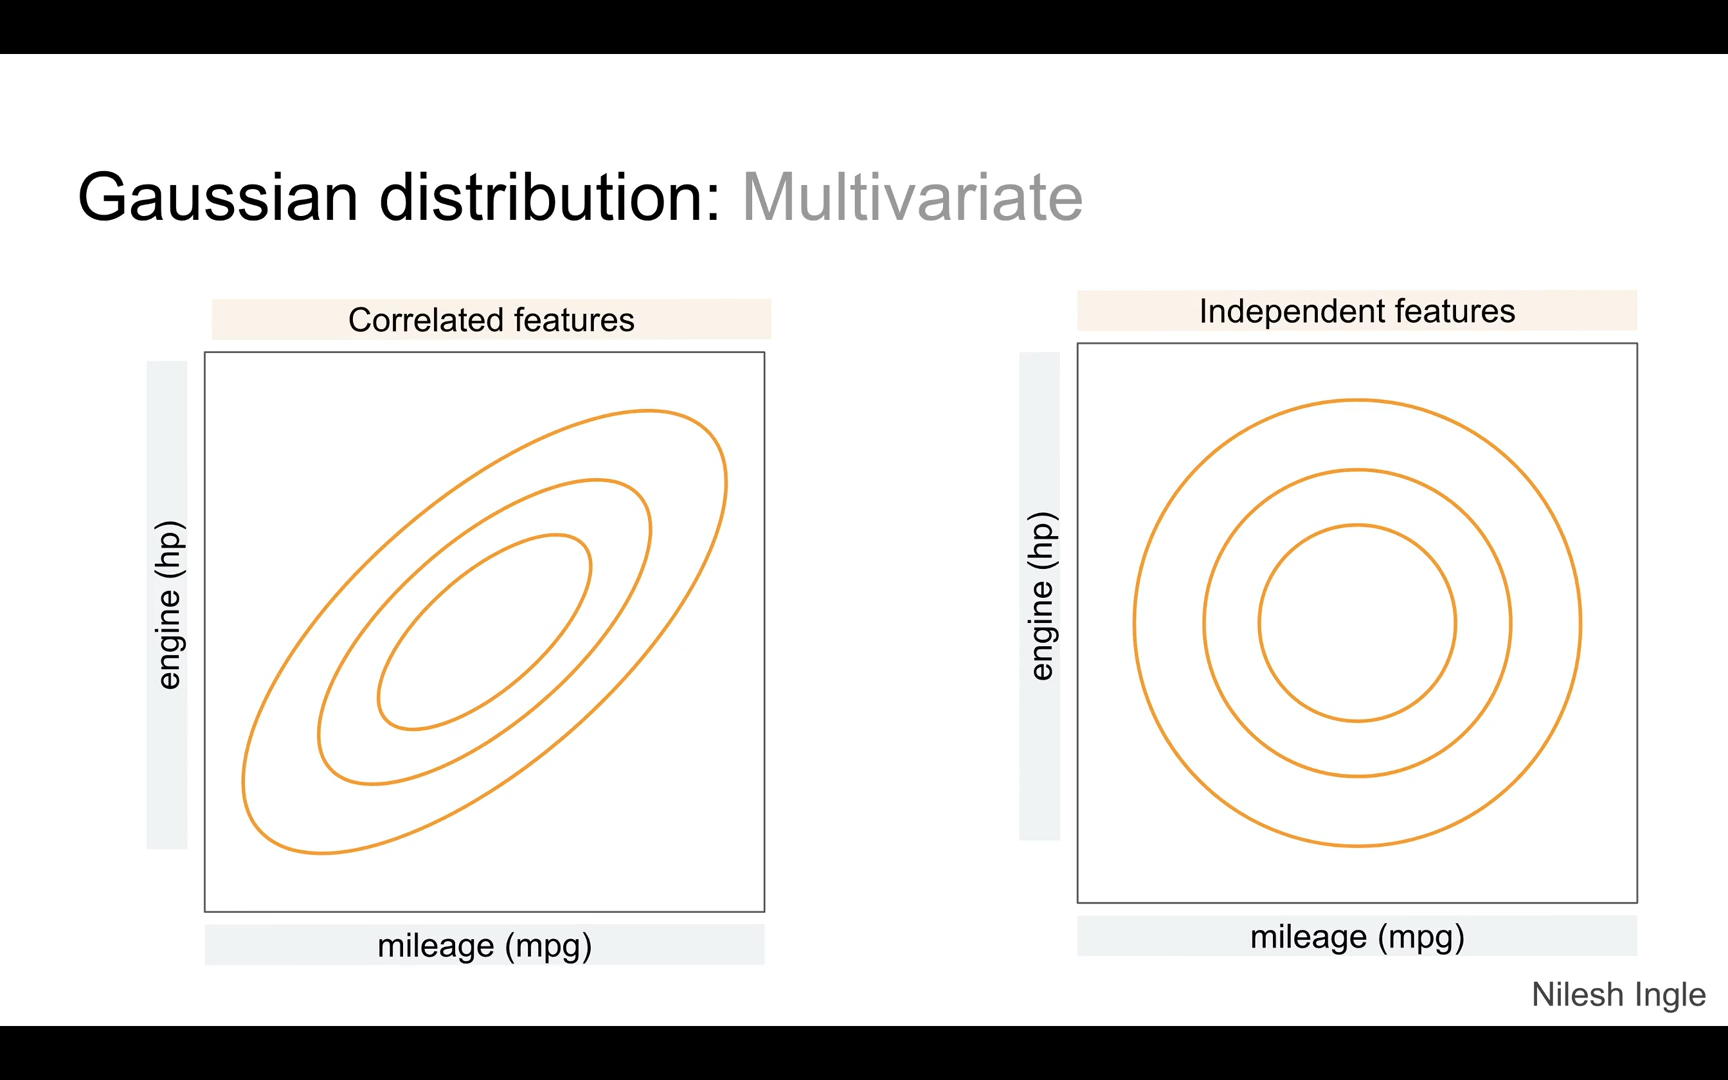 Gaussian distribution: Multivariate
Correlated features
engine (hp)
mileage (mpg)
Independent features
engine (hp)
mileage (mpg)
Nilesh Ingle